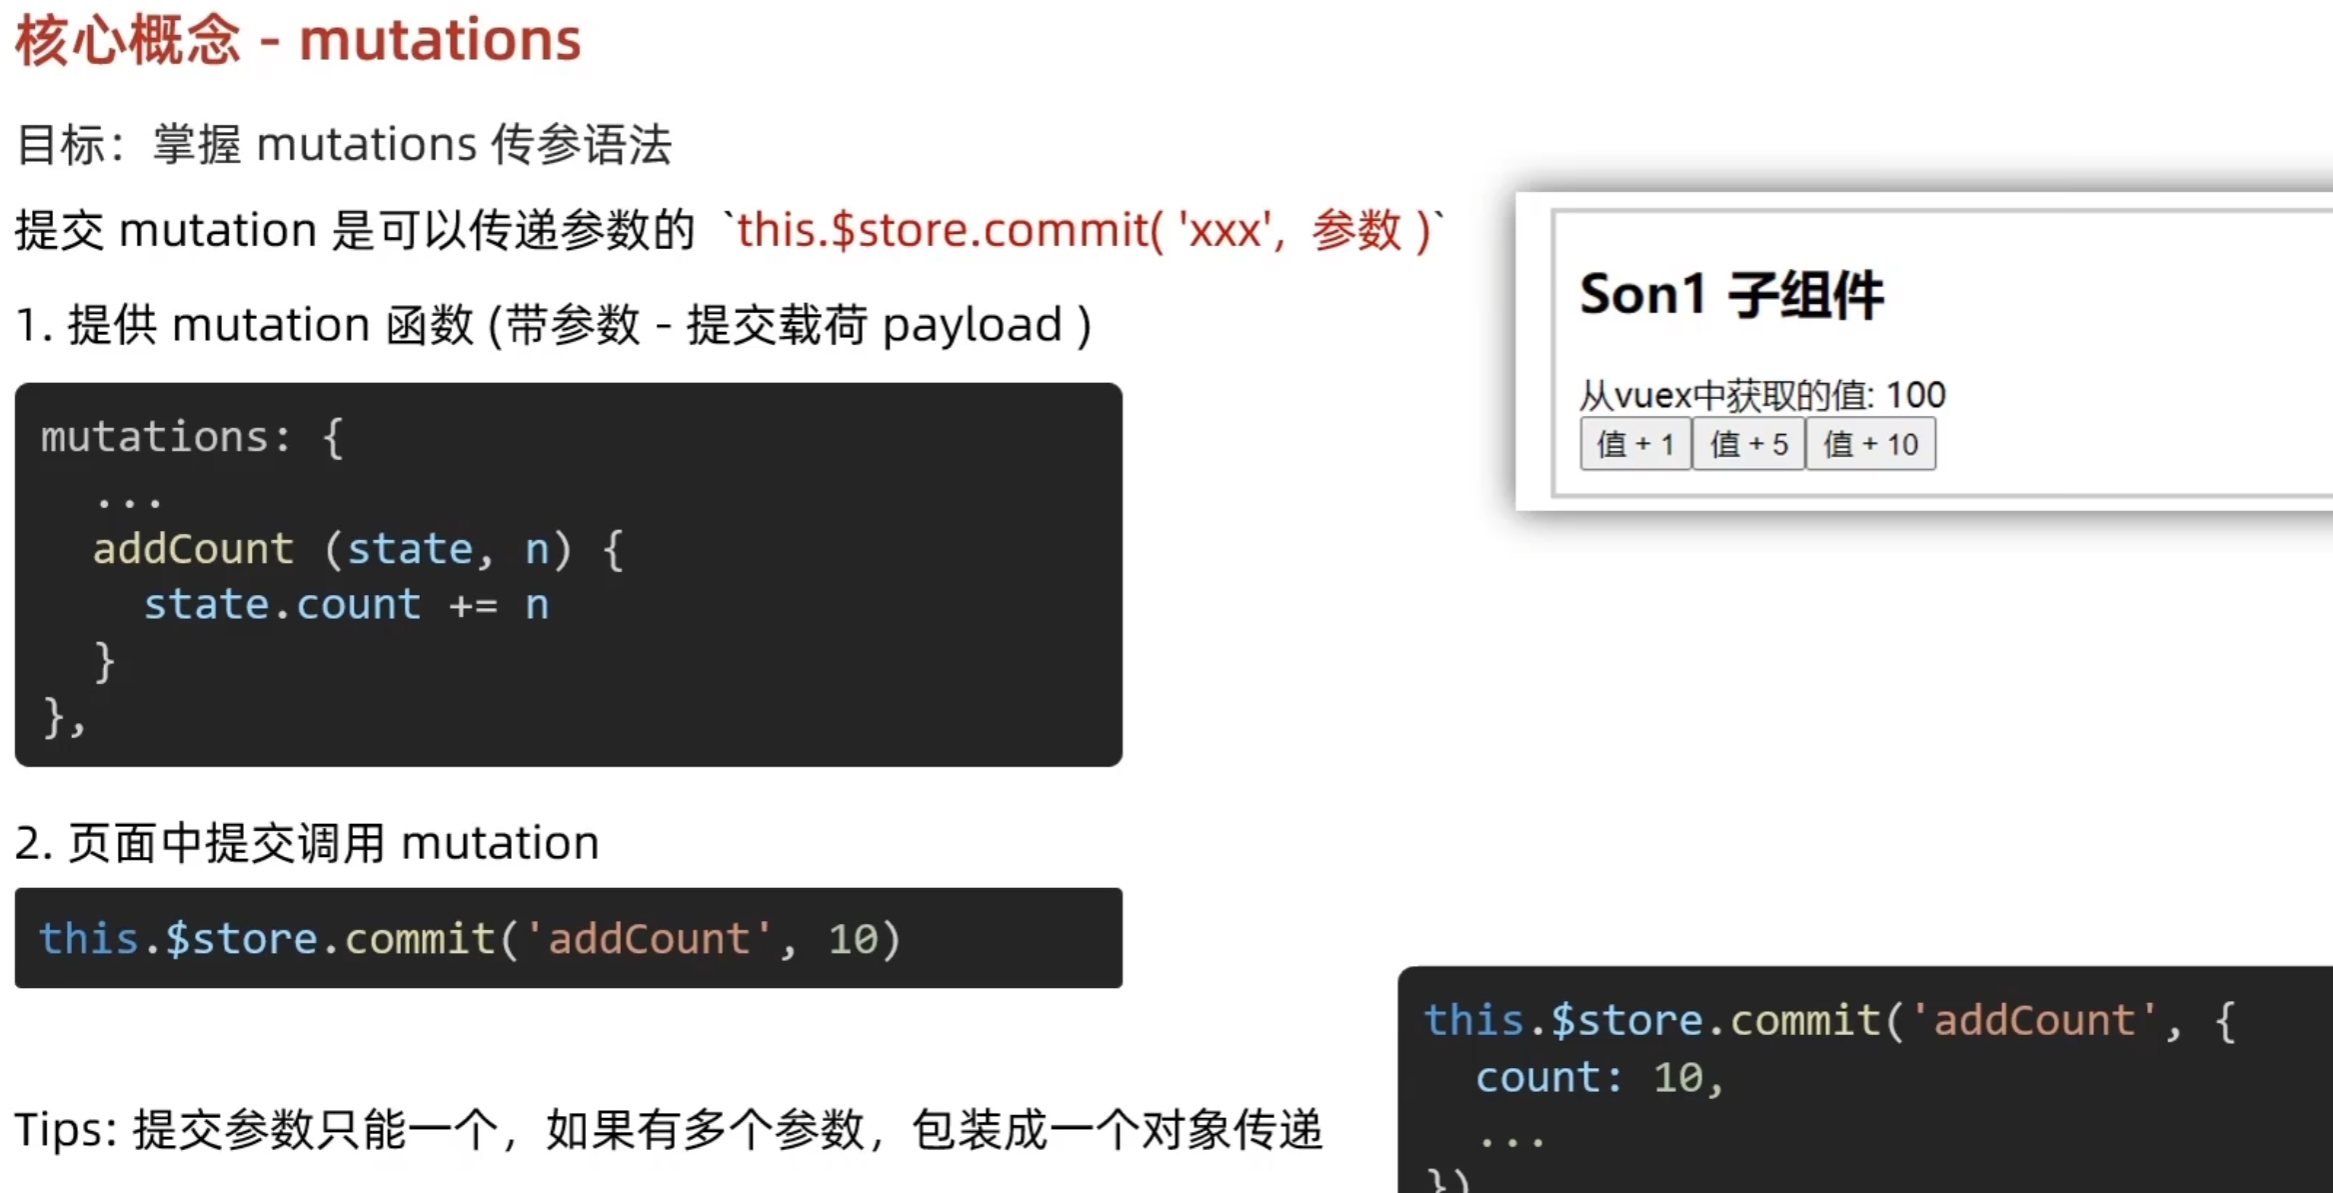 核心概念 - mutations
目标：掌握 mutations 传参语法
提交 mutation 是可以传递参数的 `this.$store.commit( 'xxx', 参数 )`
1. 提供 mutation 函数 (带参数 - 提交载荷 payload )
mutations: {
...
addCount (state, n) {
state.count += n
}
},
2. 页面中提交调用 mutation
this.$store.commit('addCount', 10)
Tips: 提交参数只能一个，如果有多个参数，包装成一个对象传递
Son1 子组件
从vuex中获取的值: 100
值 + 1 值 + 5 值 + 10
this.$store.commit('addCount', {
count: 10,
...
})